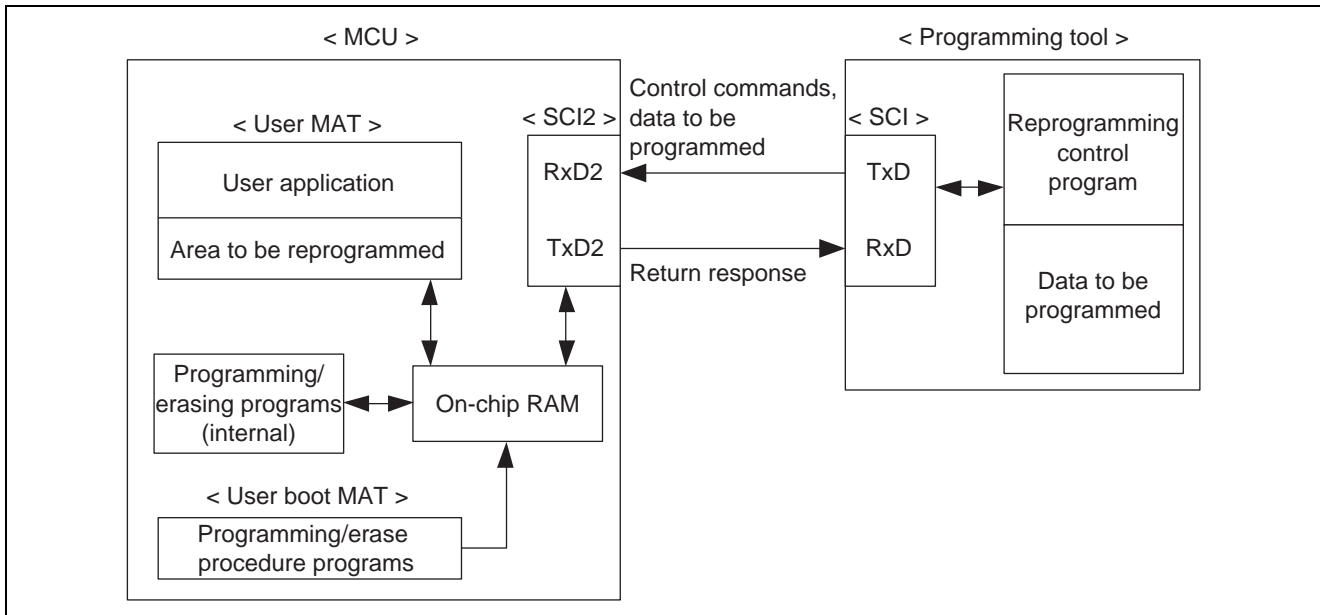 < MCU >
< Programming tool >
< User MAT >
User application
Area to be reprogrammed
< SCI2 >
RxD2
TxD2
Control commands,
data to be
programmed
Return response
< SCI >
TxD
RxD
Reprogramming
control
program
Data to be
programmed
Programming/
erasing programs
(internal)
On-chip RAM
< User boot MAT >
Programming/erase
procedure programs